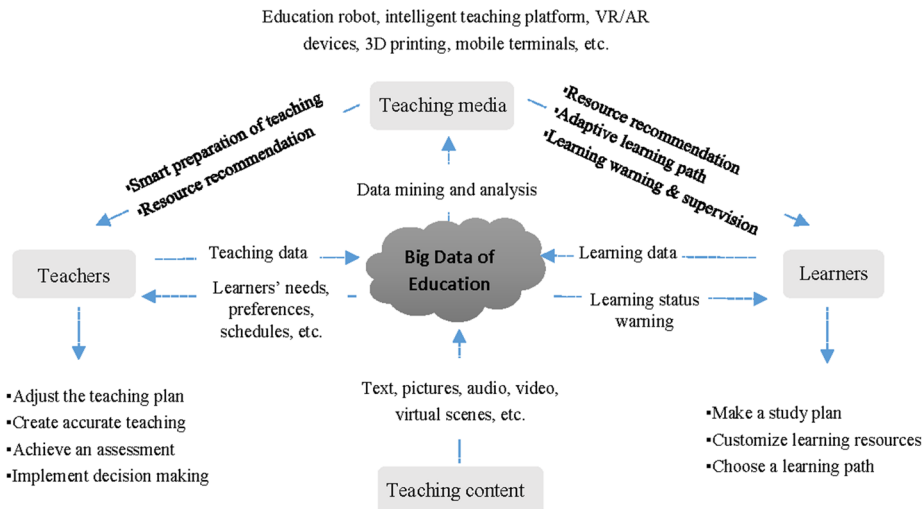 Education robot, intelligent teaching platform, VR/AR
devices, 3D printing, mobile terminals, etc.
Teaching media
▪Smart preparation of teaching
▪Resource recommendation
▪Resource recommendation
▪Adaptive learning path
▪Learning warning & supervision
Data mining and analysis
Teachers
Teaching data
Learners’ needs,
preferences,
schedules, etc.
Big Data of
Education
Learning data
Learning status
warning
Learners
▪Adjust the teaching plan
▪Create accurate teaching
▪Achieve an assessment
▪Implement decision making
Text, pictures, audio, video,
virtual scenes, etc.
▪Make a study plan
▪Customize learning resources
▪Choose a learning path
Teaching content